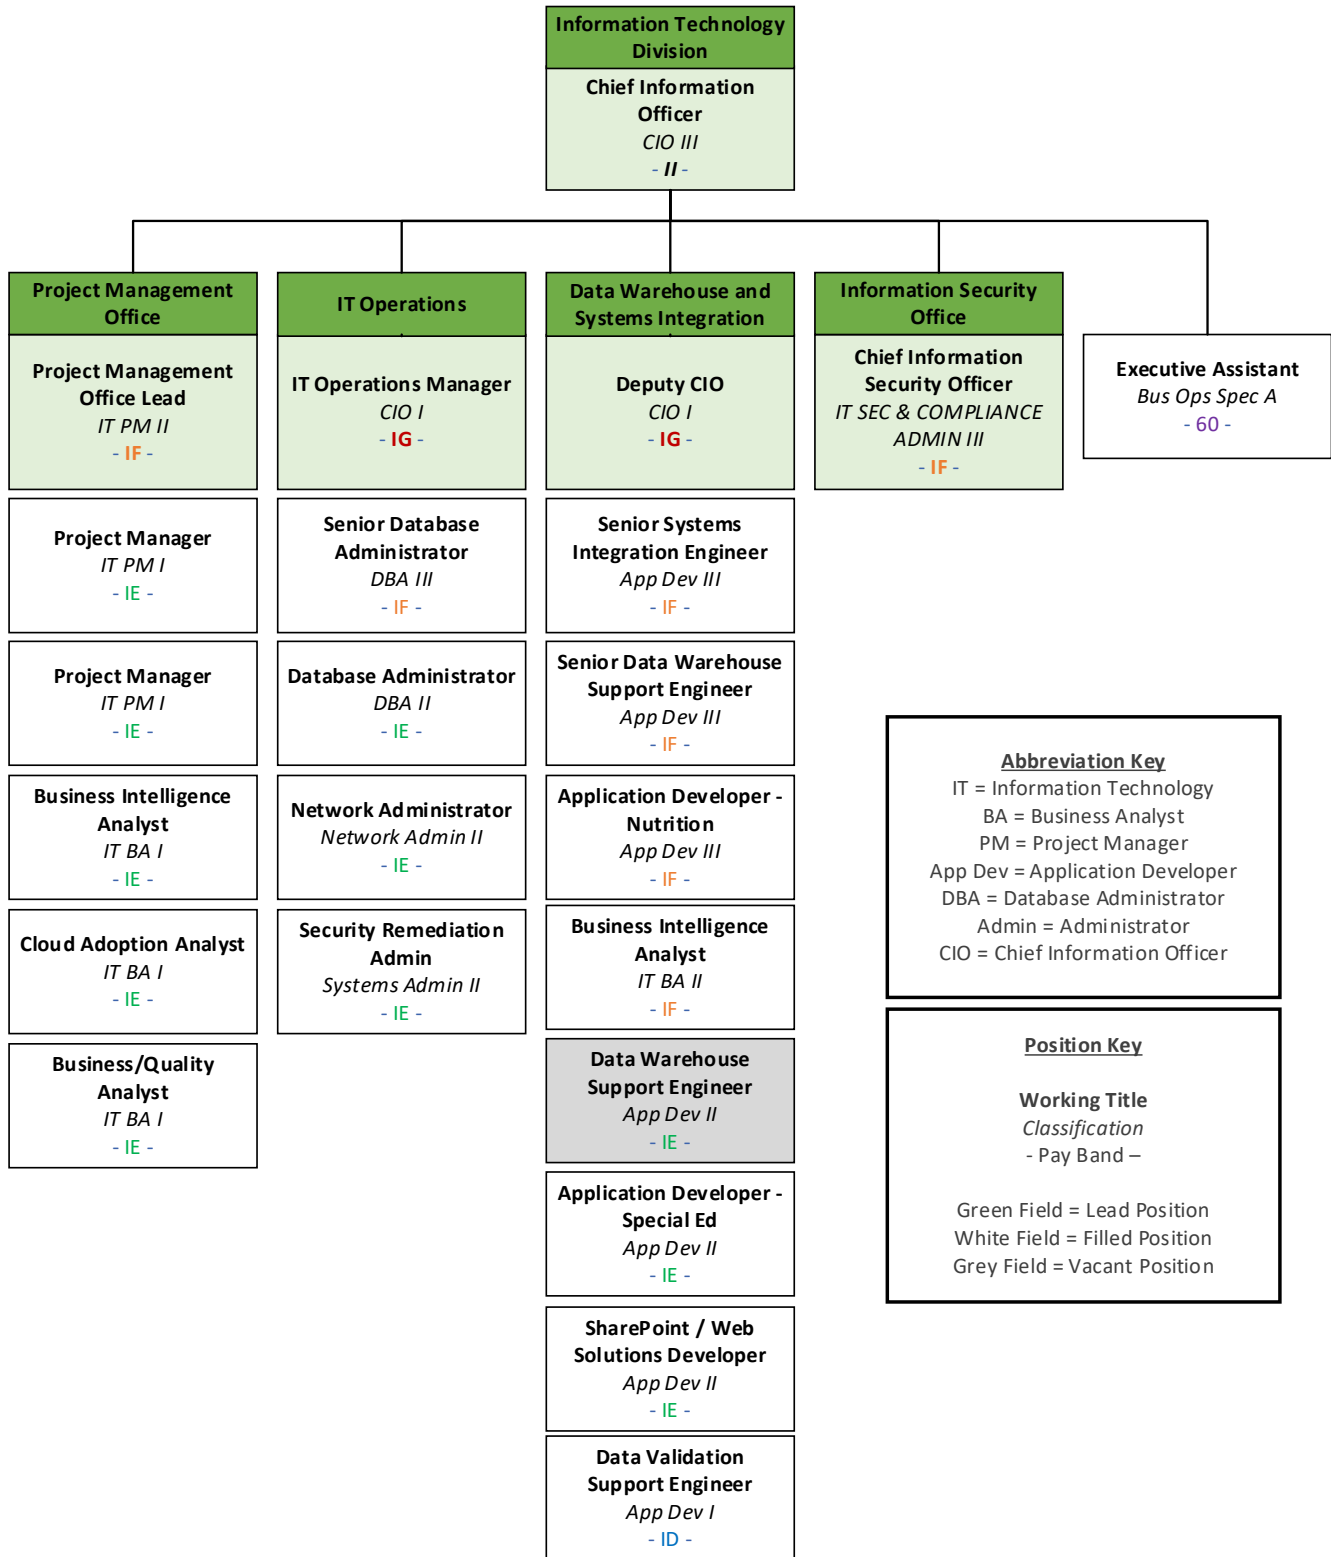 Information Technology
Division
Chief Information
Officer
CIO III
- II -
Project Management
Office
Project Management
Office Lead
IT PM II
- IF -
Project Manager
IT PM I
- IE -
Project Manager
IT PM I
- IE -
Business Intelligence
Analyst
IT BA I
- IE -
Cloud Adoption Analyst
IT BA I
- IE -
Business/Quality
Analyst
IT BA I
- IE -
IT Operations
IT Operations Manager
CIO I
- IG -
Senior Database
Administrator
DBA III
- IF -
Database Administrator
DBA II
- IE -
Network Administrator
Network Admin II
- IE -
Security Remediation
Admin
Systems Admin II
- IE -
Data Warehouse and
Systems Integration
Deputy CIO
CIO I
- IG -
Senior Systems
Integration Engineer
App Dev III
- IF -
Senior Data Warehouse
Support Engineer
App Dev III
- IF -
Application Developer -
Nutrition
App Dev III
- IF -
Business Intelligence
Analyst
IT BA II
- IF -
Data Warehouse
Support Engineer
App Dev II
- IE -
Application Developer -
Special Ed
App Dev II
- IE -
SharePoint / Web
Solutions Developer
App Dev II
- IE -
Data Validation
Support Engineer
App Dev I
- ID -
Information Security
Office
Chief Information
Security Officer
IT SEC & COMPLIANCE
ADMIN III
- IF -
Executive Assistant
Bus Ops Spec A
- 60 -
Abbreviation Key
IT = Information Technology
BA = Business Analyst
PM = Project Manager
App Dev = Application Developer
DBA = Database Administrator
Admin = Administrator
CIO = Chief Information Officer
Position Key
Working Title
Classification
- Pay Band –
Green Field = Lead Position
White Field = Filled Position
Grey Field = Vacant Position